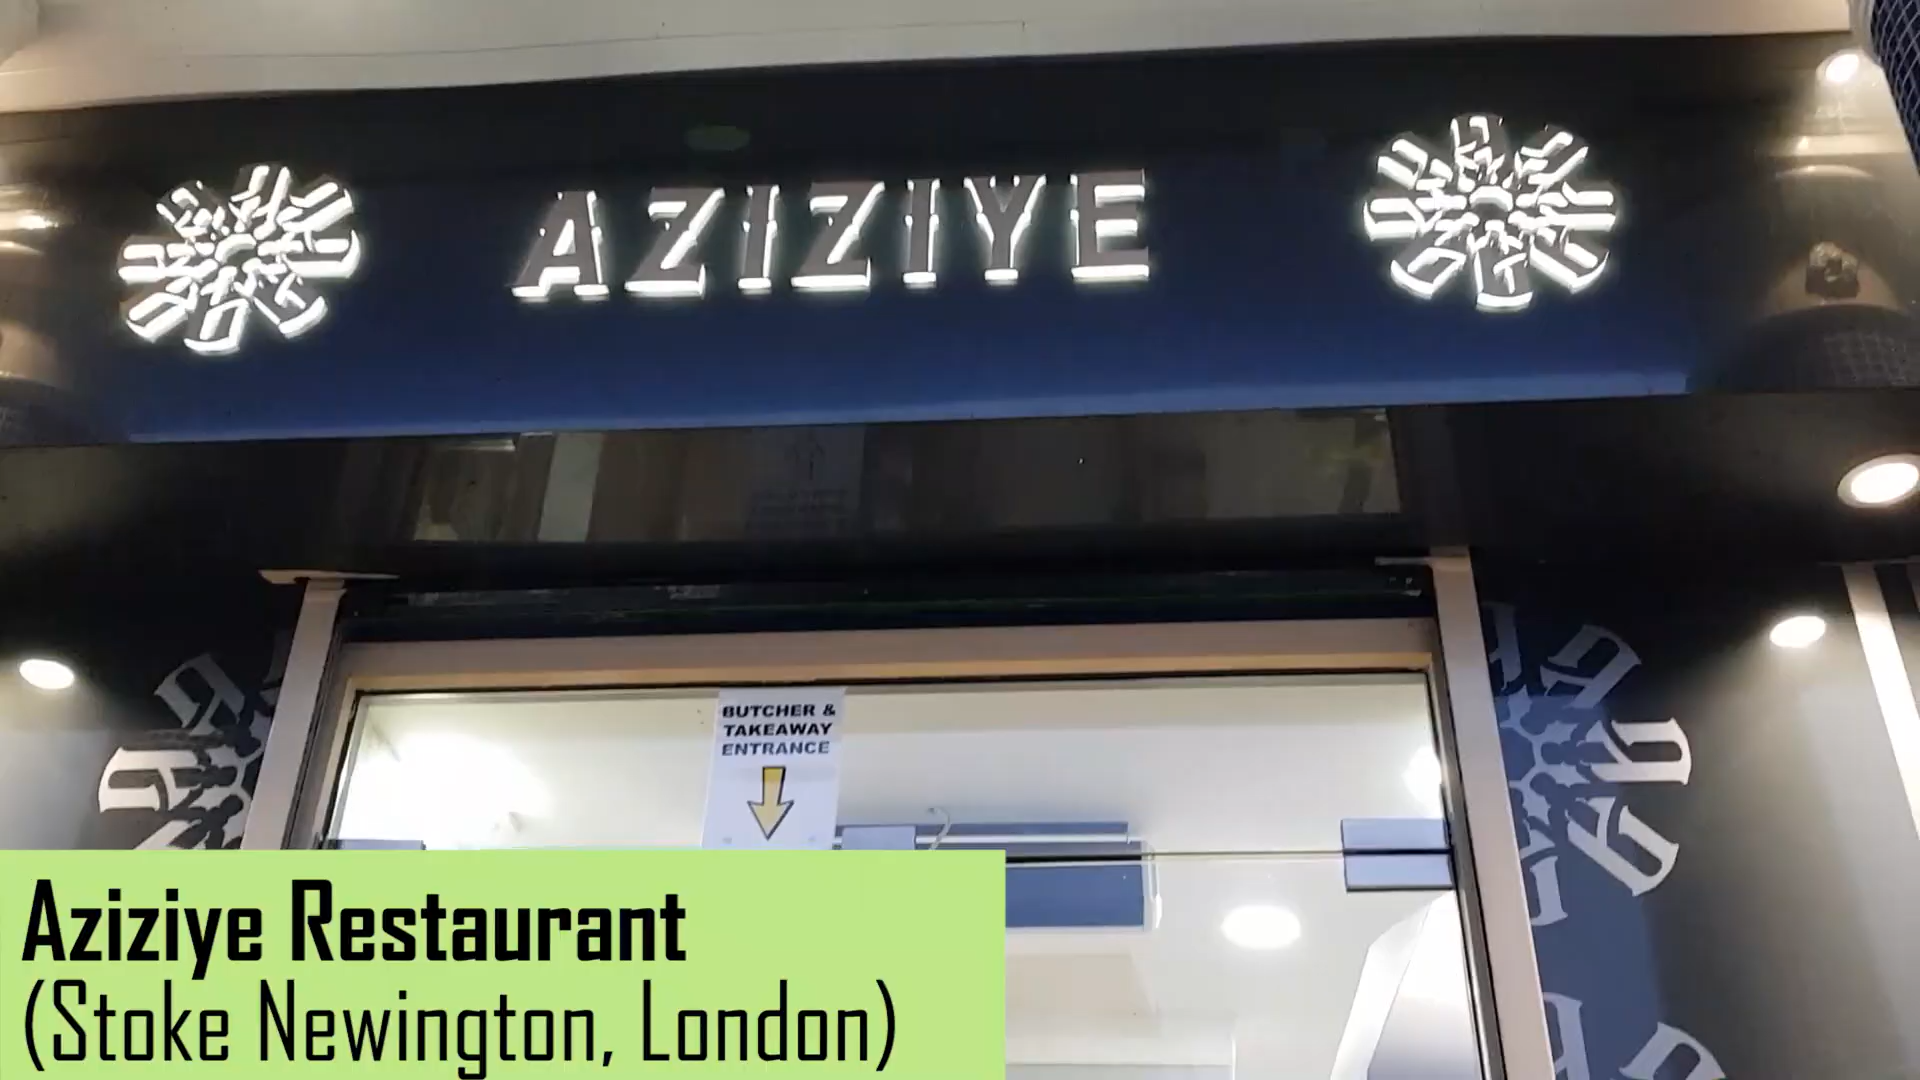 AZIZIYE
BUTCHER &
TAKEAWAY
ENTRANCE
Aziziye Restaurant
(Stoke Newington, London)